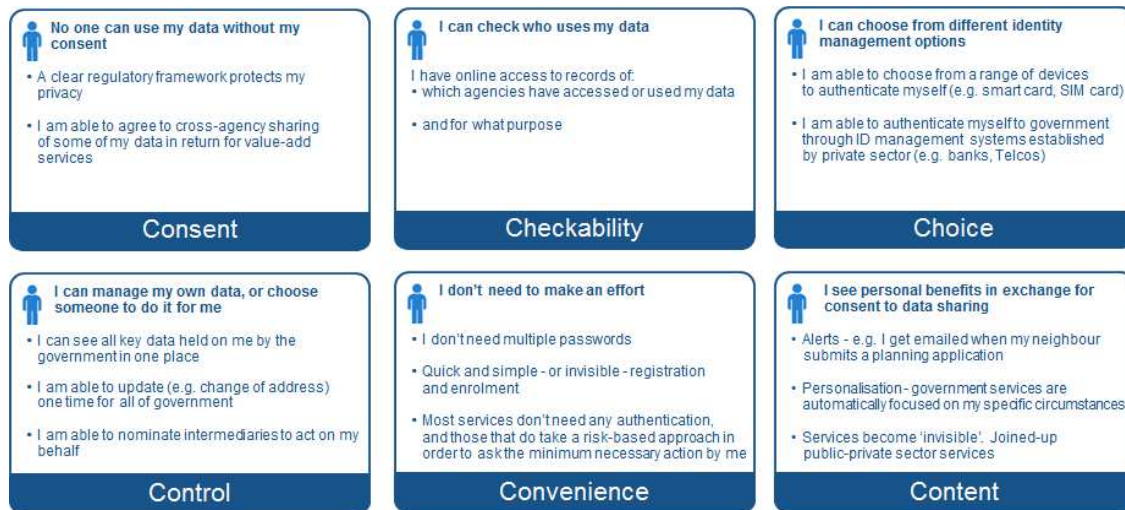 No one can use my data without my
consent
• A clear regulatory framework protects my
privacy
• I am able to agree to cross-agency sharing
of some of my data in return for value-add
services
Consent
I can check who uses my data
I have online access to records of:
• which agencies have accessed or used my data
• and for what purpose
Checkability
I can choose from different identity
management options
• I am able to choose from a range of devices
to authenticate myself (e.g. smart card, SIM card)
• I am able to authenticate myself to government
through ID management systems established
by private sector (e.g. banks, Telcos)
Choice
I can manage my own data, or choose
someone to do it for me
• I can see all key data held on me by the
government in one place
• I am able to update (e.g. change of address)
one time for all of government
• I am able to nominate intermediaries to act on my
behalf
Control
I don't need to make an effort
• I don't need multiple passwords
• Quick and simple - or invisible - registration
and enrolment
• Most services don't need any authentication,
and those that do take a risk-based approach in
order to ask the minimum necessary action by me
Convenience
I see personal benefits in exchange for
consent to data sharing
• Alerts - e.g. I get emailed when my neighbour
submits a planning application
• Personalisation - government services are
automatically focused on my specific circumstances
• Services become 'invisible'. Joined-up
public-private sector services
Content